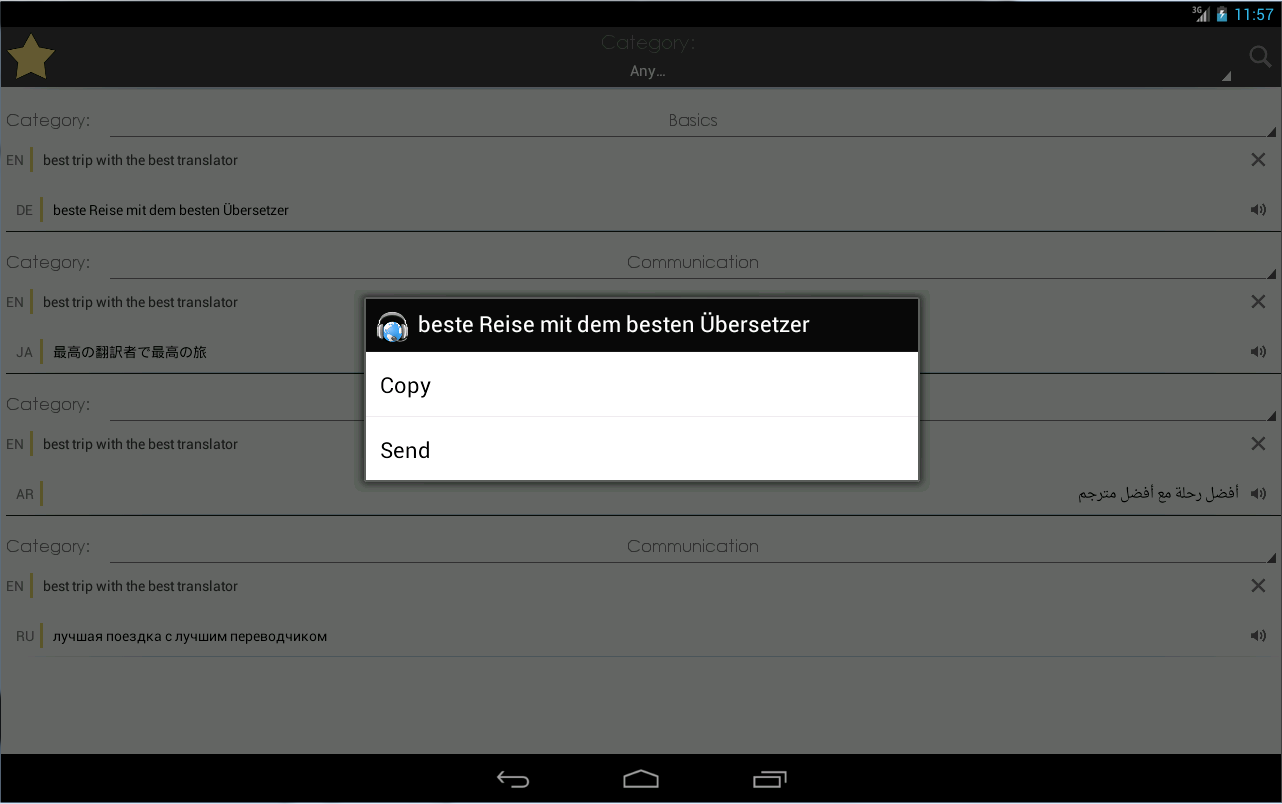 3G 11:57
Category:
Any...
Category: Basics
EN best trip with the best translator
DE beste Reise mit dem besten Übersetzer
Category: Communication
EN best trip with the best translator
JA 最高の翻訳者で最高の旅
beste Reise mit dem besten Übersetzer
Copy
Send
Category:
EN best trip with the best translator
AR أفضل رحلة مع أفضل مترجم
Category: Communication
EN best trip with the best translator
RU лучшая поездка с лучшим переводчиком